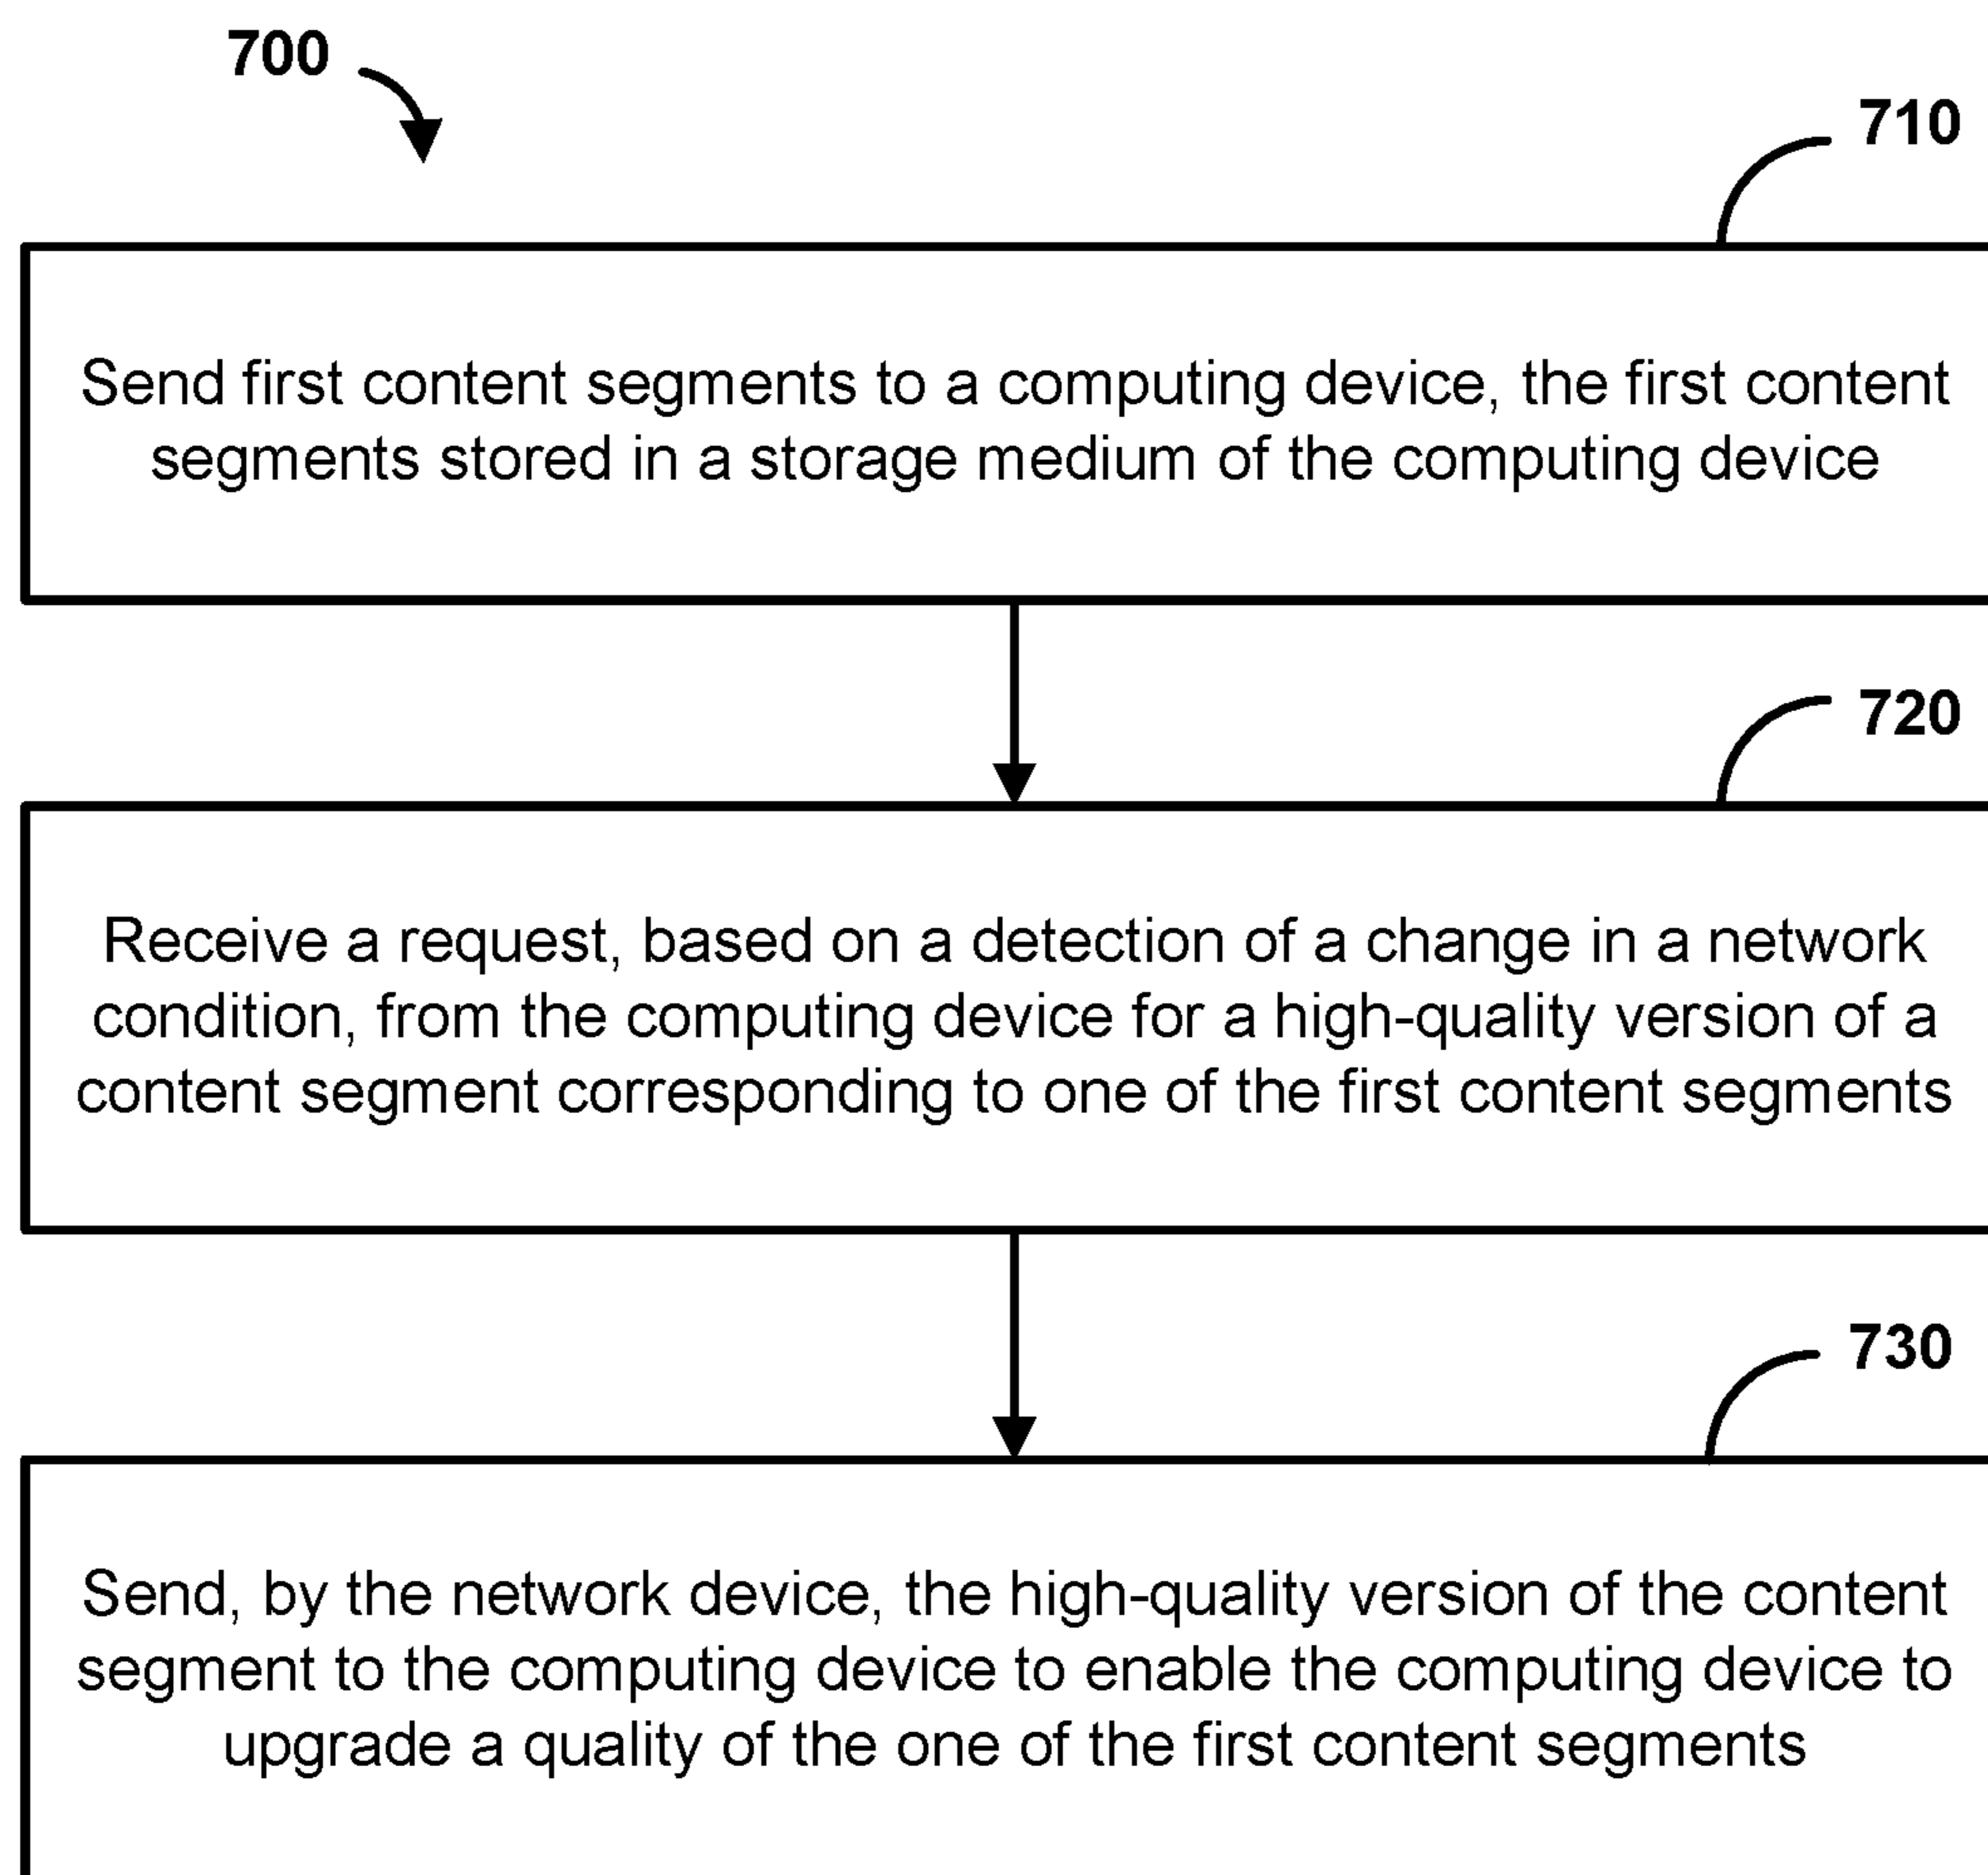 700
710
Send first content segments to a computing device, the first content
segments stored in a storage medium of the computing device
720
Receive a request, based on a detection of a change in a network
condition, from the computing device for a high-quality version of a
content segment corresponding to one of the first content segments
730
Send, by the network device, the high-quality version of the content
segment to the computing device to enable the computing device to
upgrade a quality of the one of the first content segments